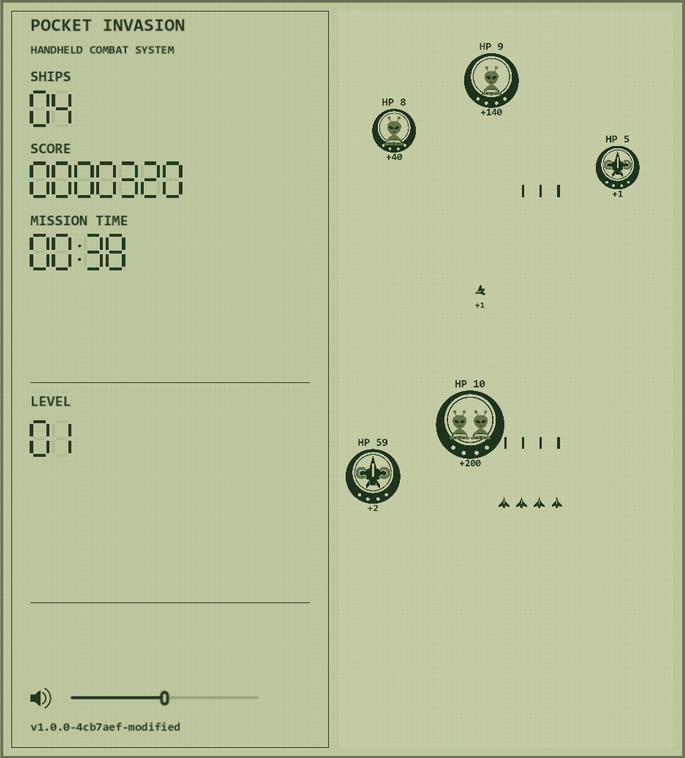 POCKET INVASION
HANDHELD COMBAT SYSTEM
SHIPS
04
SCORE
0000320
MISSION TIME
00:38
LEVEL
01
v1.0.0-4cb7aef-modified
HP 9
+140
HP 8
+40
HP 5
+1
+1
HP 10
+200
HP 59
+2